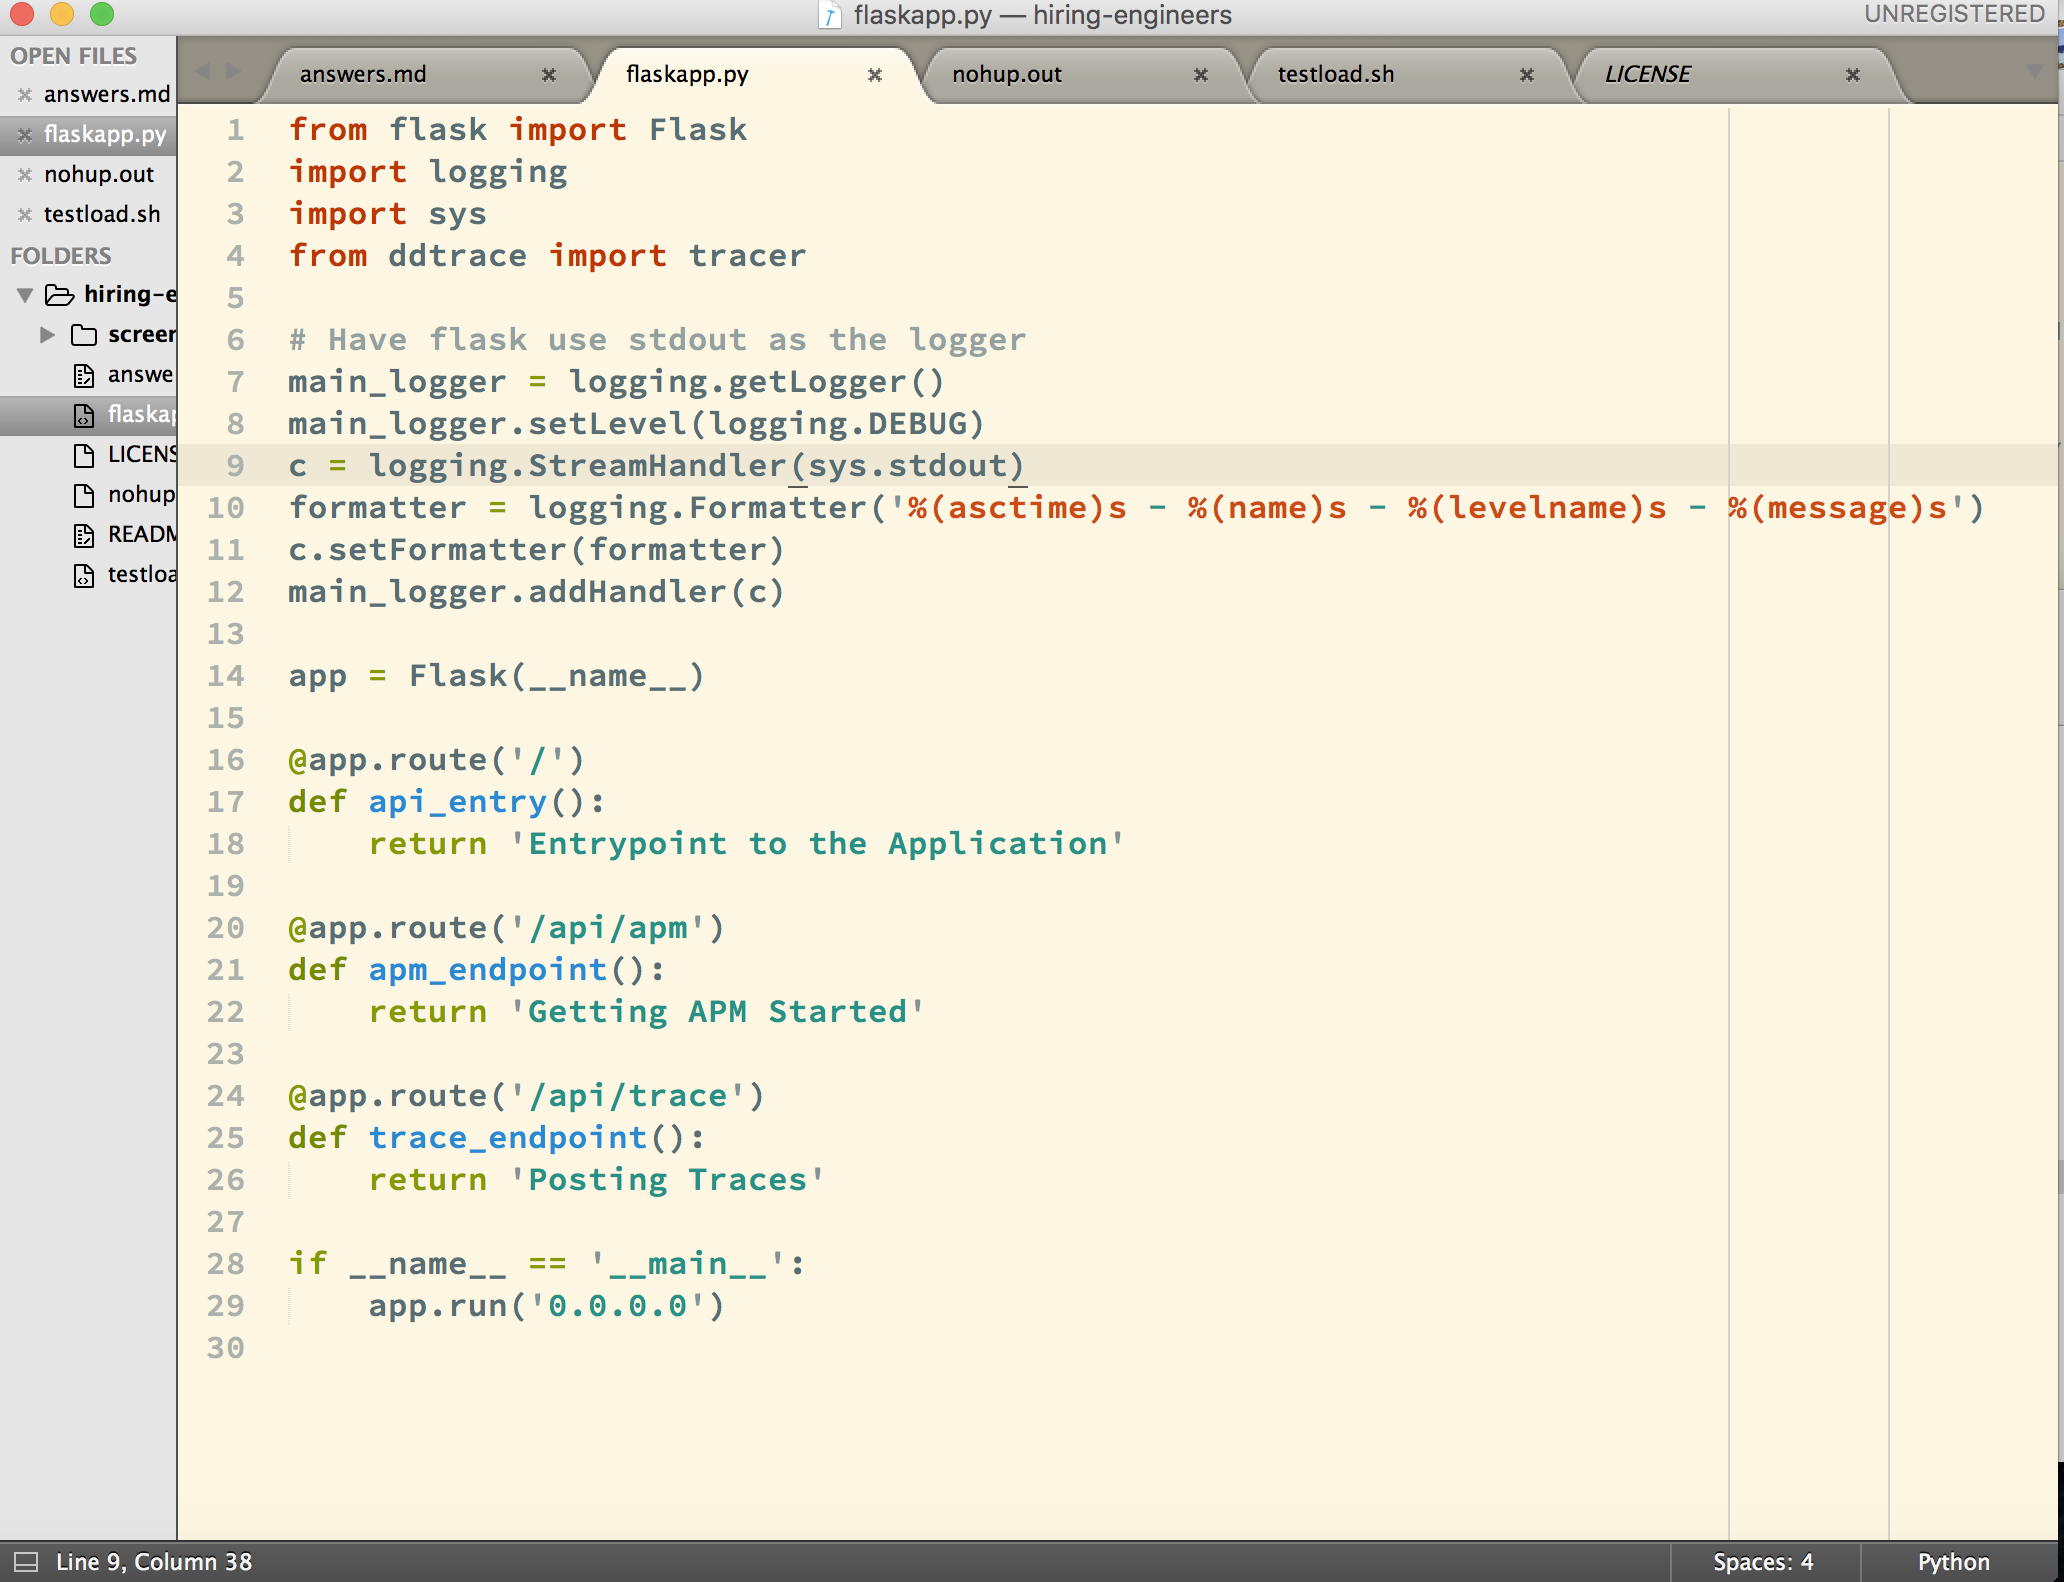 flaskapp.py — hiring-engineers
UNREGISTERED
OPEN FILES
answers.md
flaskapp.py
nohup.out
testload.sh
FOLDERS
hiring-e
screer
answe
flaskap
LICENS
nohup
READM
testloa
answers.md
flaskapp.py
nohup.out
testload.sh
LICENSE
1 from flask import Flask
2 import logging
3 import sys
4 from ddtrace import tracer
5
6 # Have flask use stdout as the logger
7 main_logger = logging.getLogger()
8 main_logger.setLevel(logging.DEBUG)
9 c = logging.StreamHandler(sys.stdout)
10 formatter = logging.Formatter('%(asctime)s - %(name)s - %(levelname)s - %(message)s')
11 c.setFormatter(formatter)
12 main_logger.addHandler(c)
13
14 app = Flask(__name__)
15
16 @app.route('/')
17 def api_entry():
18     return 'Entrypoint to the Application'
19
20 @app.route('/api/apm')
21 def apm_endpoint():
22     return 'Getting APM Started'
23
24 @app.route('/api/trace')
25 def trace_endpoint():
26     return 'Posting Traces'
27
28 if __name__ == '__main__':
29     app.run('0.0.0.0')
30
Line 9, Column 38
Spaces: 4
Python